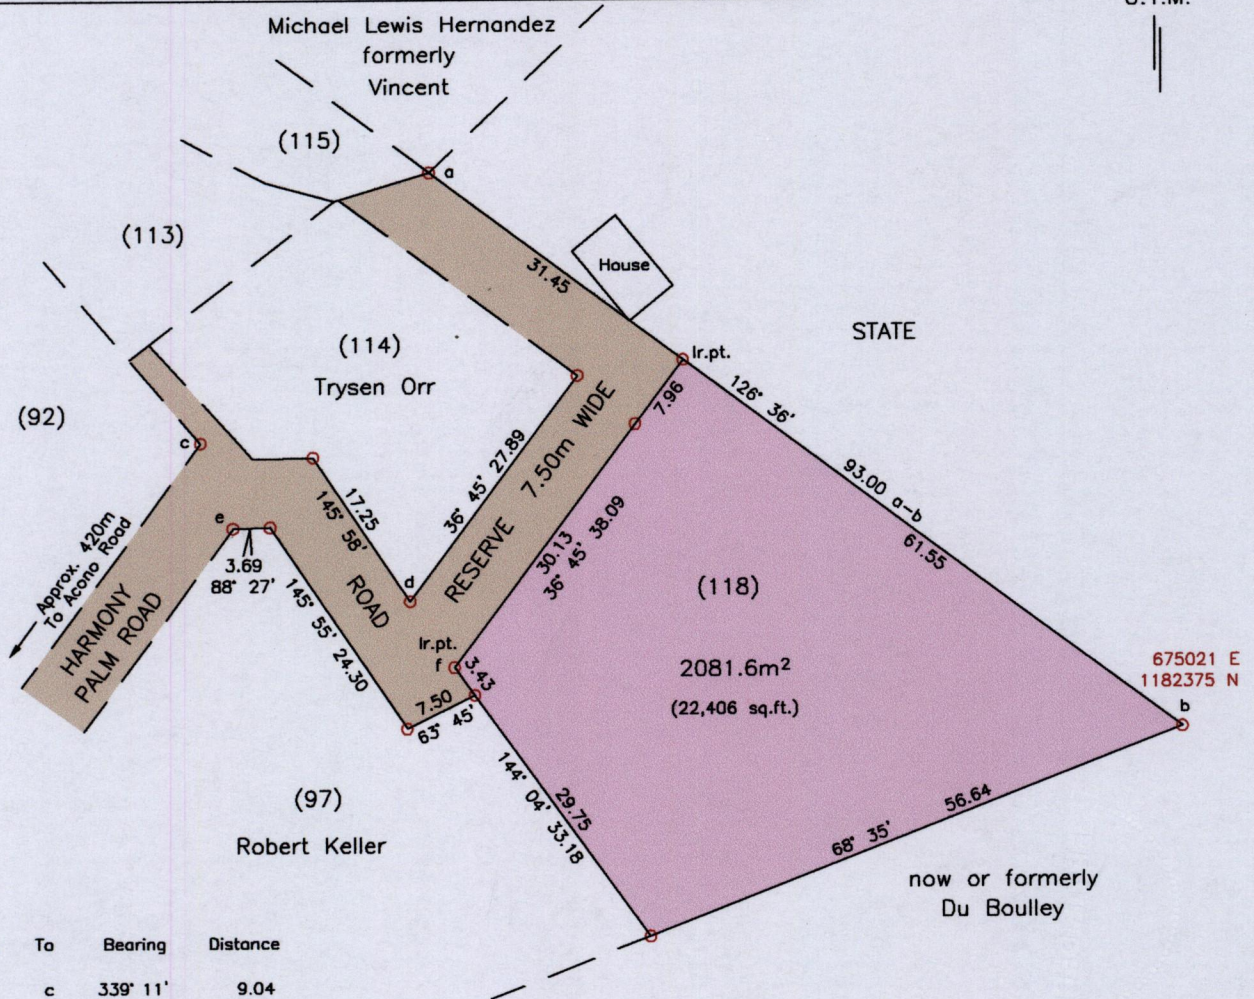 U.T.M.
Michael Lewis Hernandez
formerly
Vincent
(115)
a
(113)
House
31.45
STATE
Ir.pt.
(114)
Trysen Orr
126° 36'
7.96
(92)
c
7.50m WIDE
RESERVE
36° 45' 27.89
93.00 a-b
61.55
17.25
145° 58'
30.13
36° 45' 38.09
e
3.69
88° 27'
Approx. 420m
To Acono Road
HARMONY
PALM ROAD
ROAD
d
145° 55' 24.30
(118)
Ir.pt.
f
3.43
2081.6m²
(22,406 sq.ft.)
675021 E
1182375 N
b
7.50
63° 45'
29.75
144° 04' 33.18
56.64
68° 35'
(97)
Robert Keller
now or formerly
Du Boulley
To Bearing Distance
c 339° 11' 9.04